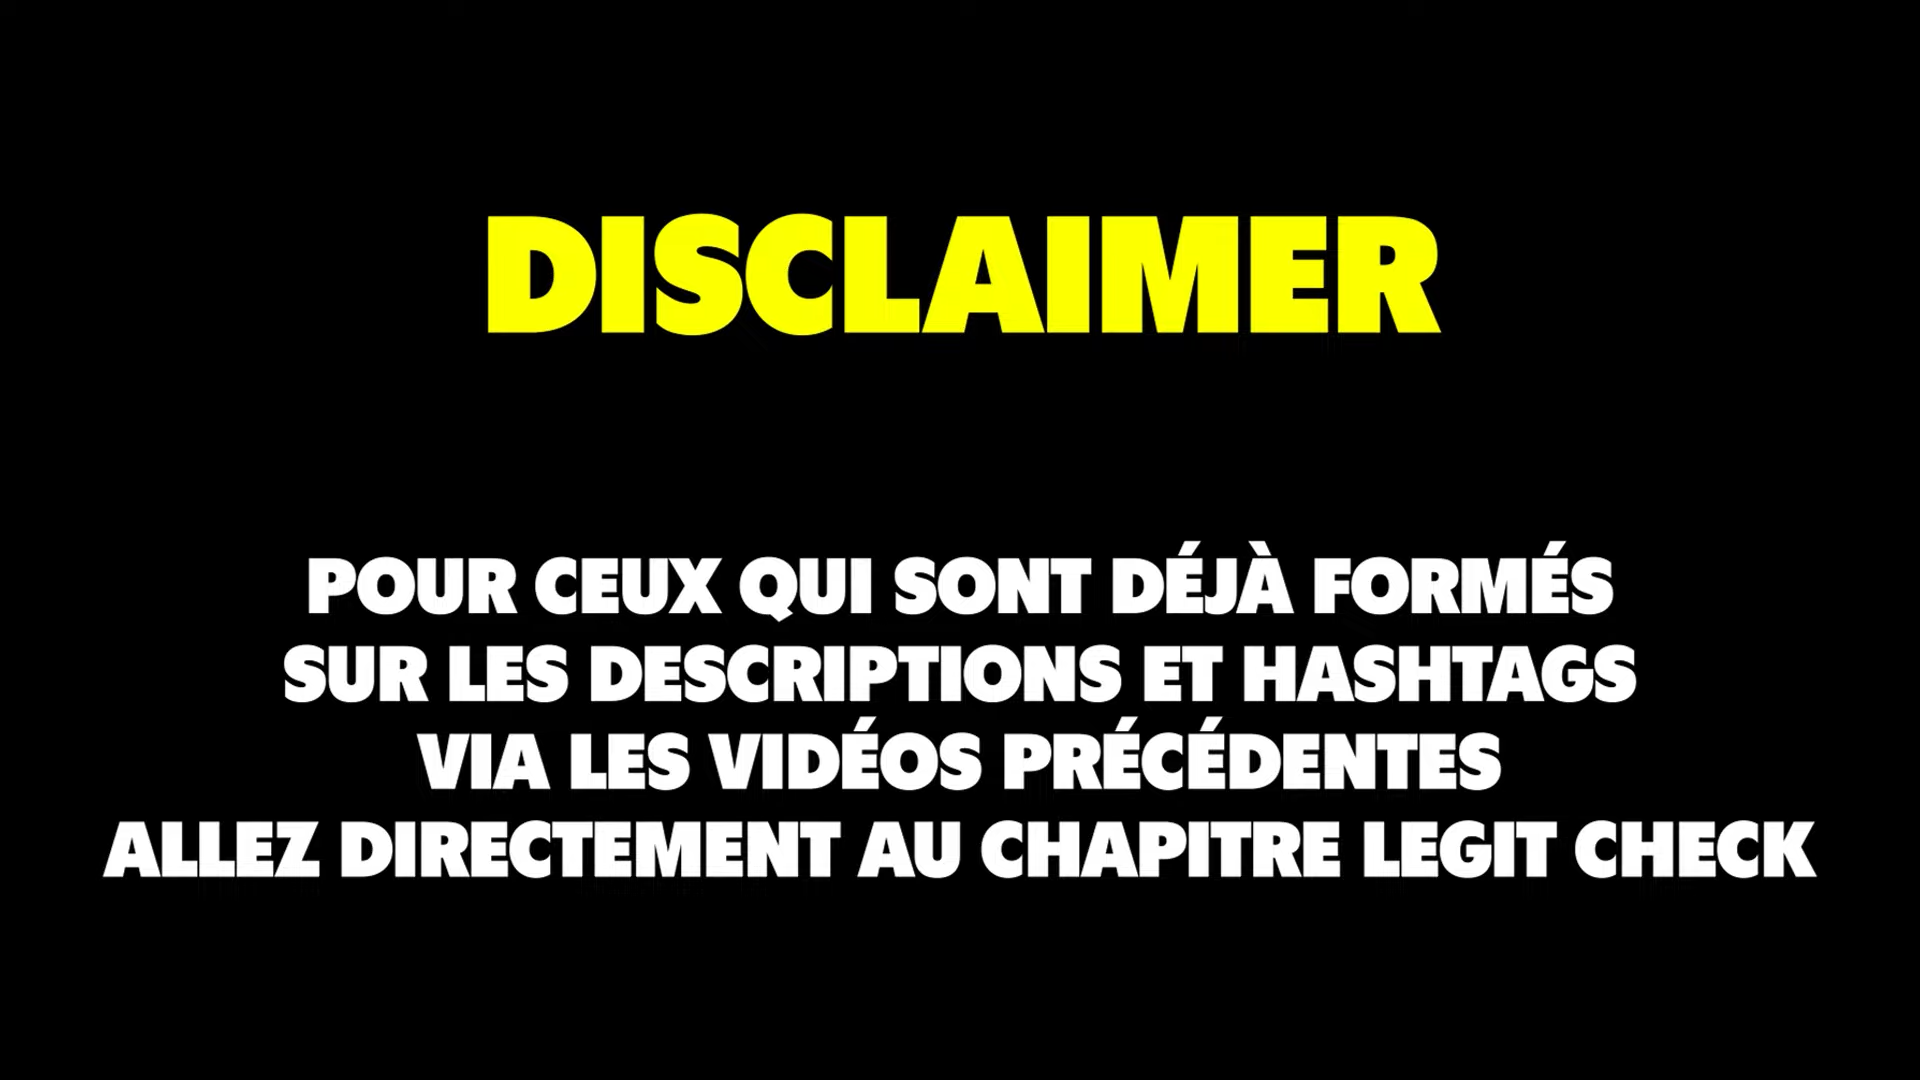 DISCLAIMER
POUR CEUX QUI SONT DÉJÀ FORMÉS
SUR LES DESCRIPTIONS ET HASHTAGS
VIA LES VIDÉOS PRÉCÉDENTES
ALLEZ DIRECTEMENT AU CHAPITRE LEGIT CHECK